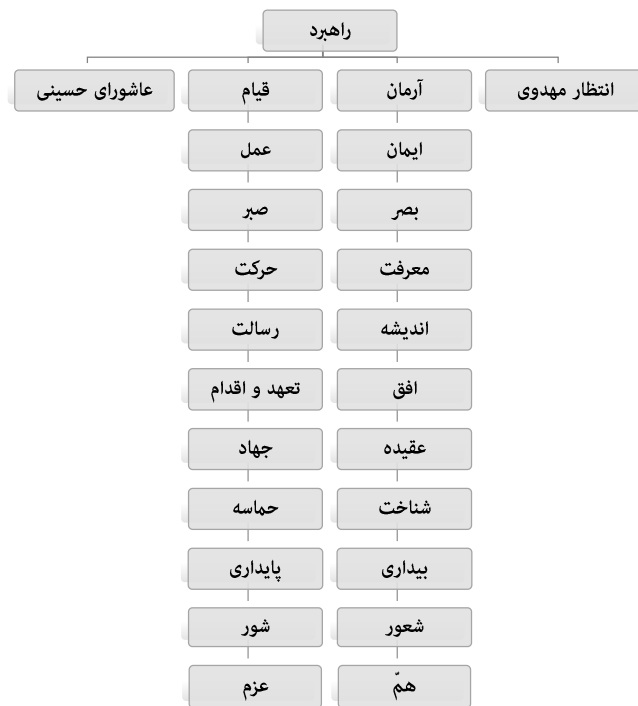 راهبرد
انتظار مهدوی
آرمان
قیام
عاشورای حسینی
ایمان
عمل
بصر
صبر
معرفت
حرکت
اندیشه
رسالت
افق
تعهد و اقدام
عقیده
جهاد
شناخت
حماسه
بیداری
پایداری
شعور
شور
همّ
عزم